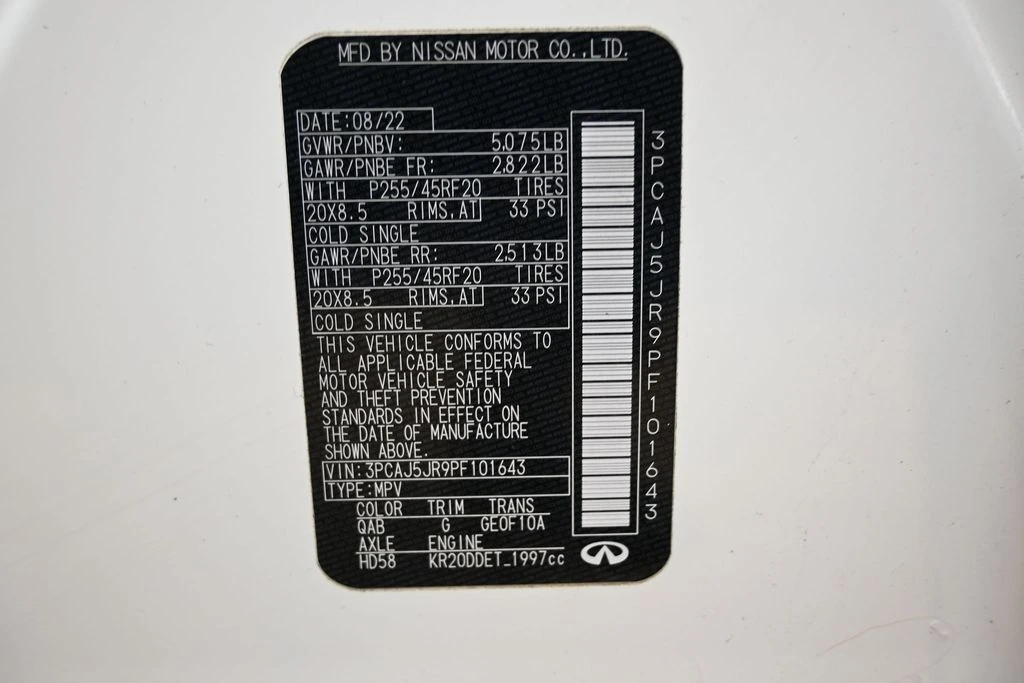 MFD BY NISSAN MOTOR CO.,LTD.
DATE:08/22
GVWR/PNBV: 5,075LB
GAWR/PNBE FR: 2,822LB
WITH P255/45RF20 TIRES
20X8.5 RIMS,AT 33 PSI
COLD SINGLE
GAWR/PNBE RR: 2,513LB
WITH P255/45RF20 TIRES
20X8.5 RIMS,AT 33 PSI
COLD SINGLE
THIS VEHICLE CONFORMS TO
ALL APPLICABLE FEDERAL
MOTOR VEHICLE SAFETY
AND THEFT PREVENTION
STANDARDS IN EFFECT ON
THE DATE OF MANUFACTURE
SHOWN ABOVE.
VIN:3PCAJ5JR9PF101643
TYPE:MPV
COLOR TRIM TRANS
QAB G GE0F10A
AXLE ENGINE
HD58 KR20DDET_1997cc
3PCAJ5JR9PF101643